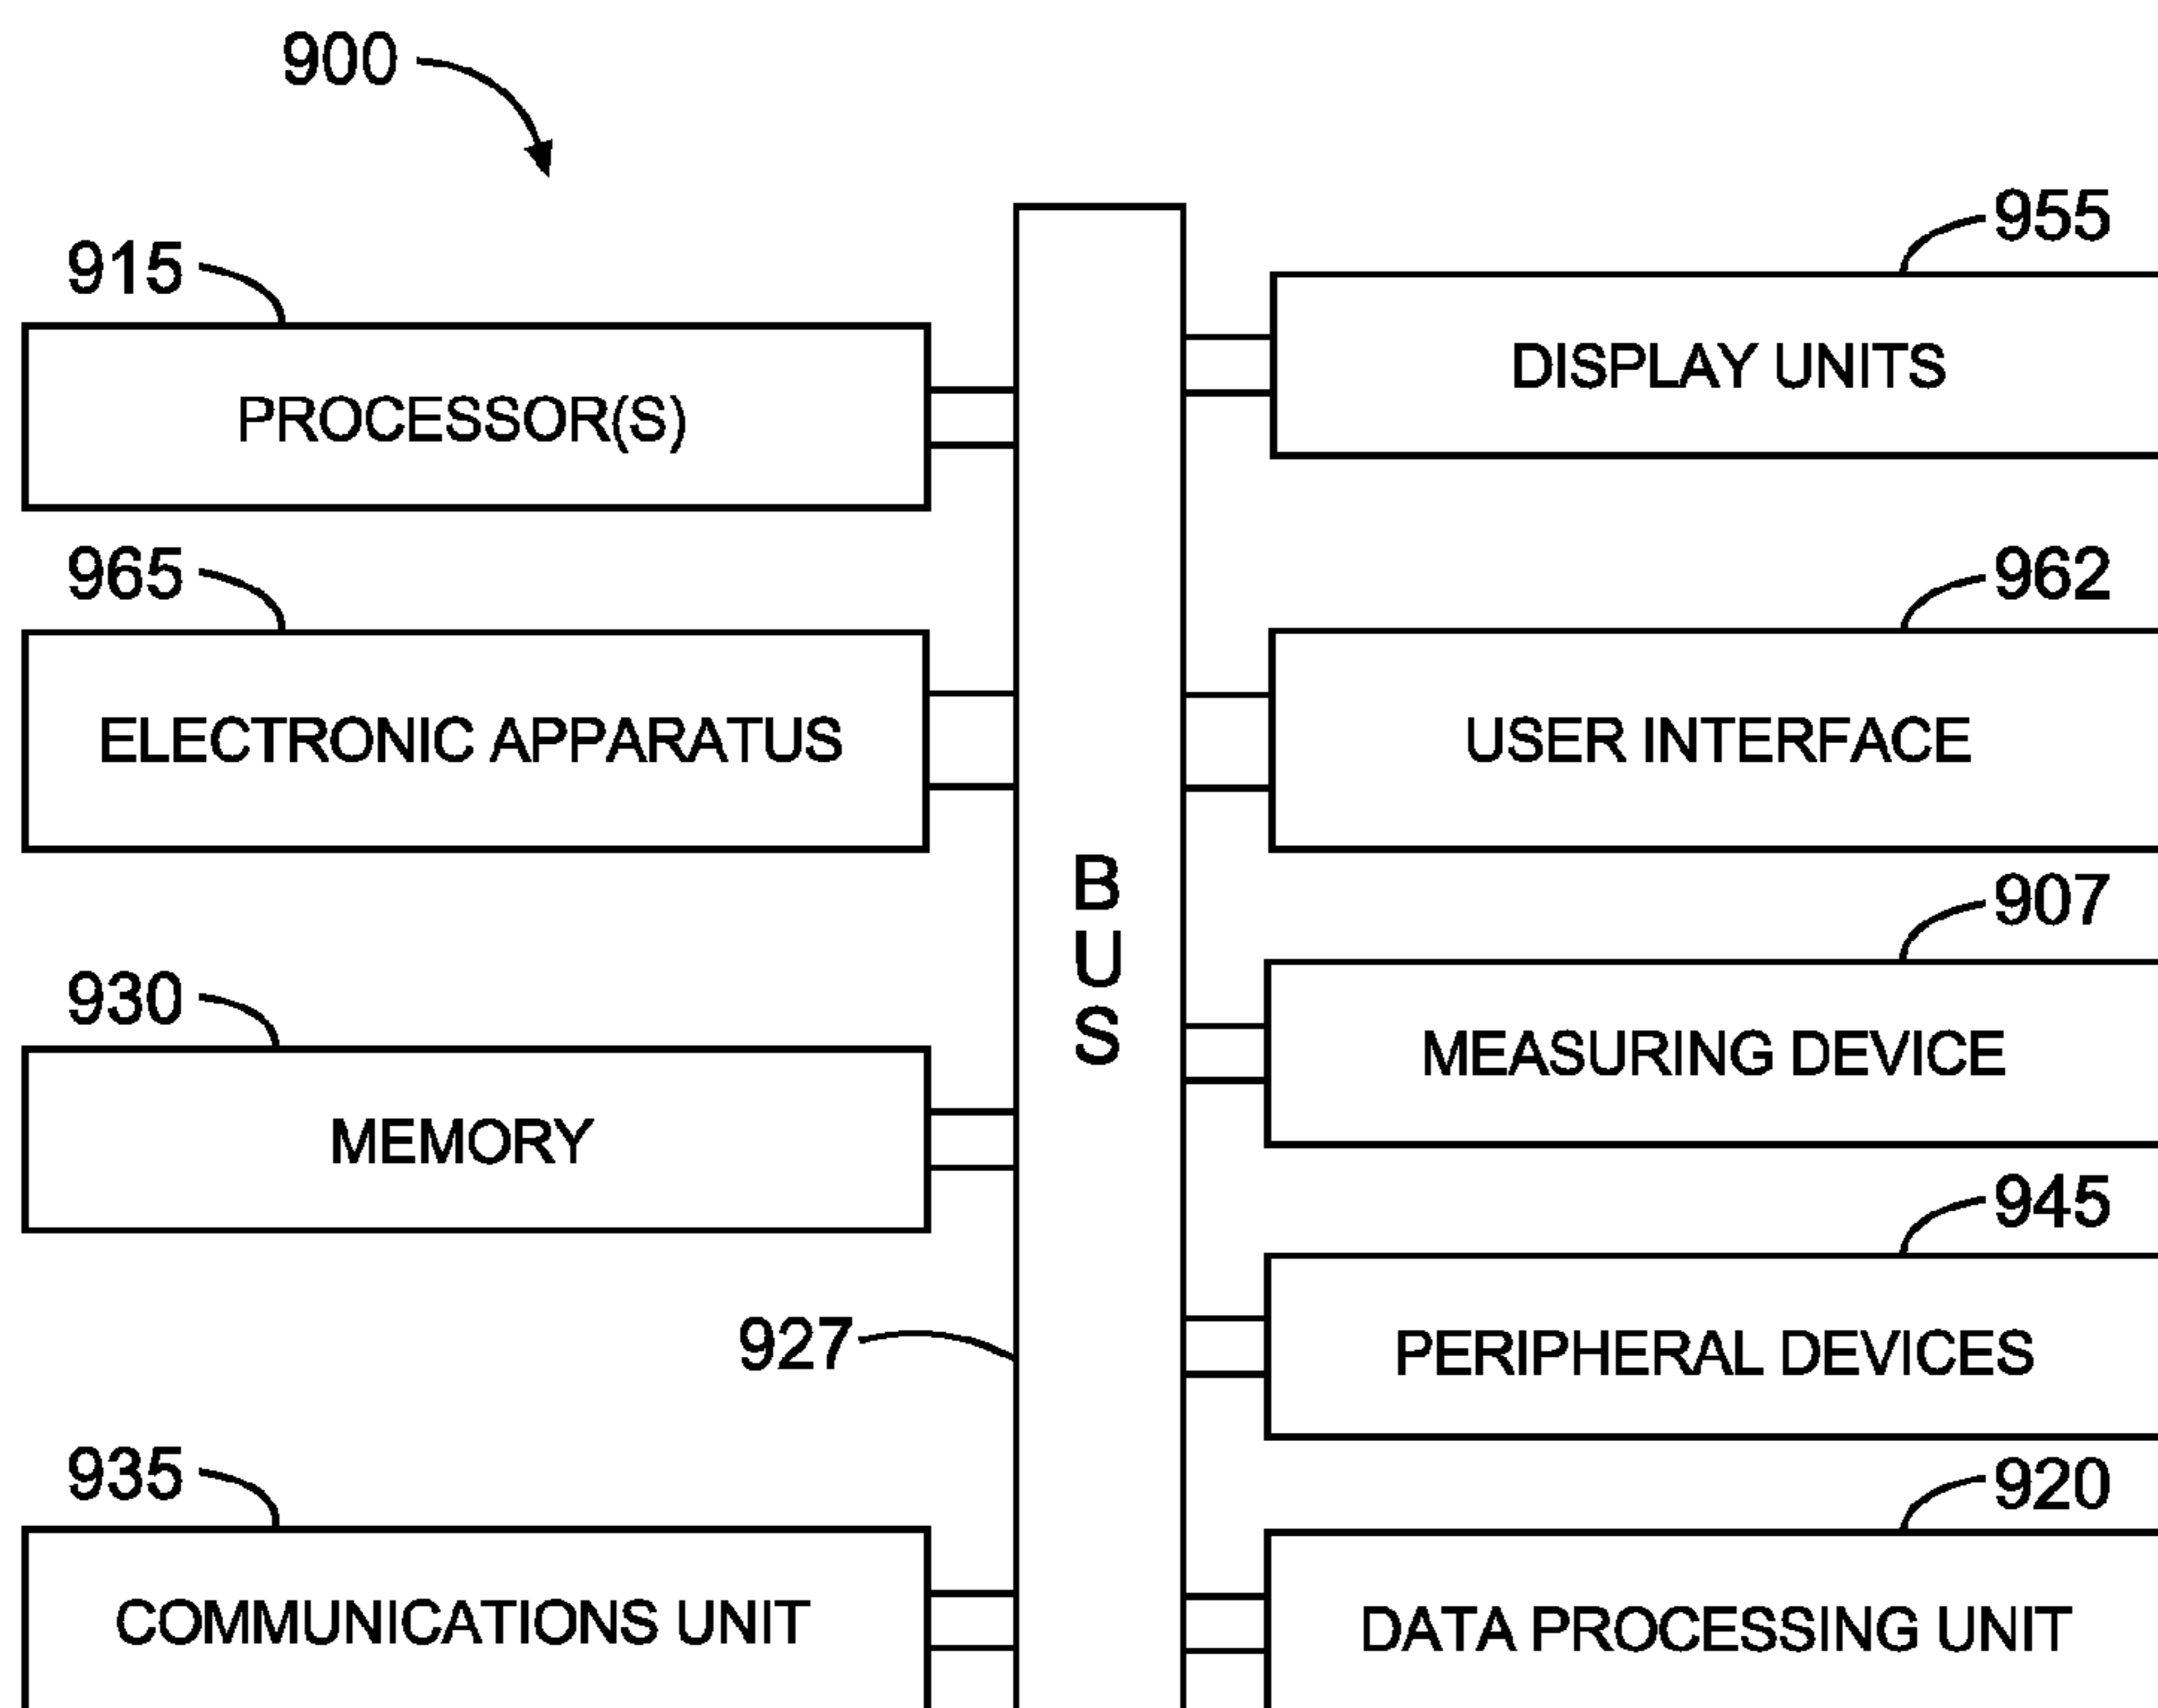 900
915
PROCESSOR(S)
965
ELECTRONIC APPARATUS
930
MEMORY
927
935
COMMUNICATIONS UNIT
B
U
S
955
DISPLAY UNITS
962
USER INTERFACE
907
MEASURING DEVICE
945
PERIPHERAL DEVICES
920
DATA PROCESSING UNIT